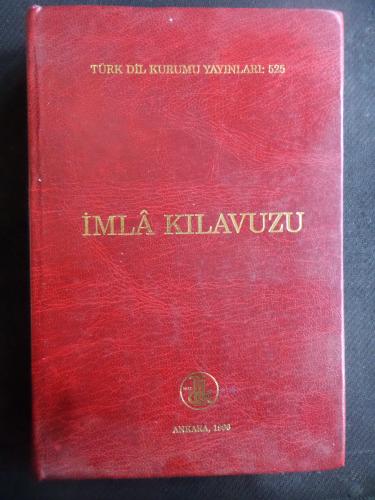 TÜRK DİL KURUMU YAYINLARI: 525
İMLÂ KILAVUZU
ANKARA,